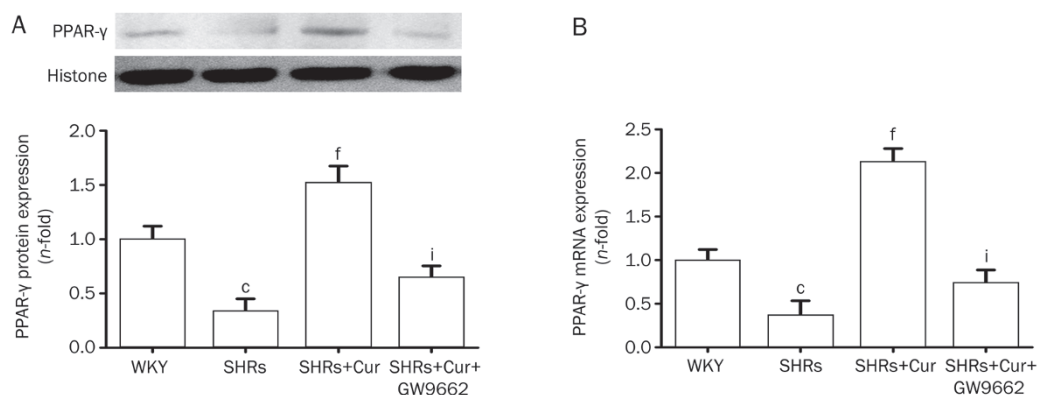 A
PPAR-γ
Histone
PPAR-γ protein expression
(n-fold)
2.0
1.5
1.0
0.5
0.0
c
f
i
WKY
SHRs
SHRs+Cur
SHRs+Cur+
GW9662
B
PPAR-γ mRNA expression
(n-fold)
2.5
2.0
1.5
1.0
0.5
0.0
c
f
i
WKY
SHRs
SHRs+Cur
SHRs+Cur+
GW9662